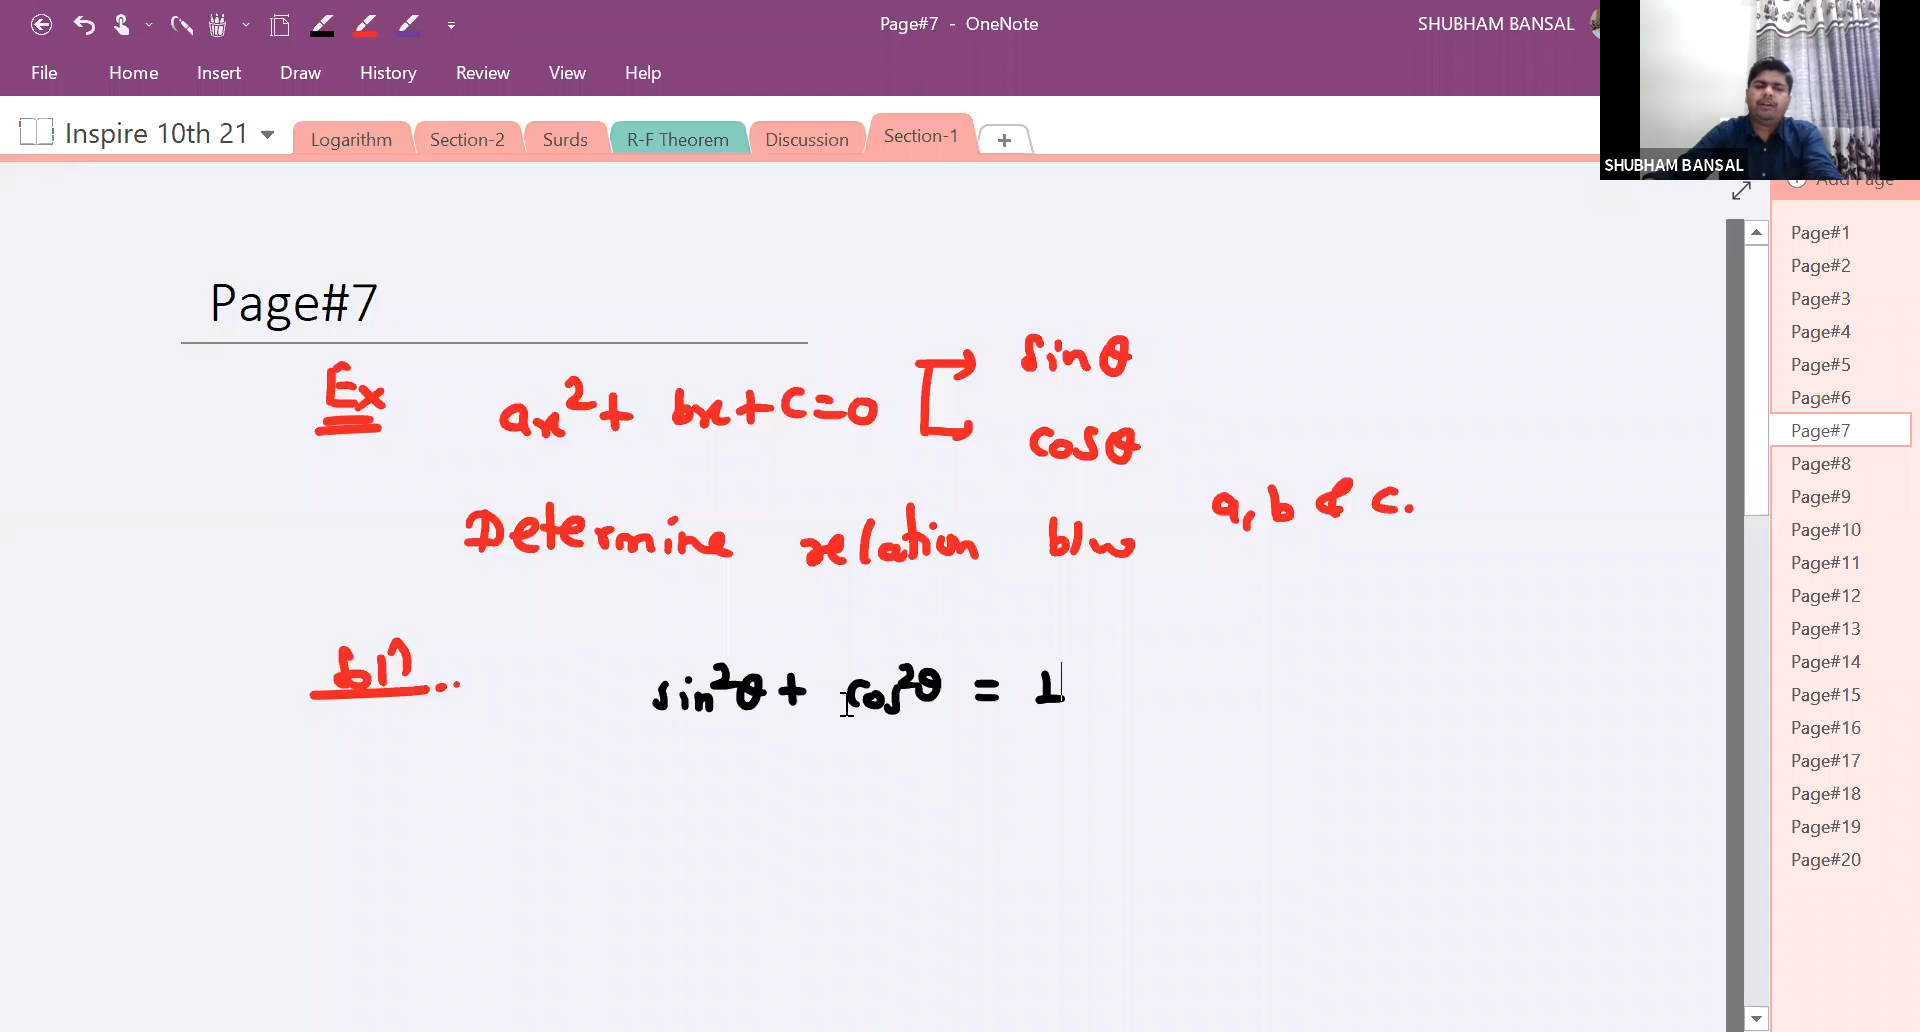 Page#7 - OneNote
SHUBHAM BANSAL
File Home Insert Draw History Review View Help
Inspire 10th 21
Logarithm Section-2 Surds R-F Theorem Discussion Section-1 +
SHUBHAM BANSAL
Add Page
Page#1
Page#2
Page#3
Page#4
Page#5
Page#6
Page#7
Page#8
Page#9
Page#10
Page#11
Page#12
Page#13
Page#14
Page#15
Page#16
Page#17
Page#18
Page#19
Page#20
Page#7
Ex ax² + bx + c = 0 sinθ
cosθ
Determine relation b/w a, b & c.
Solⁿ.. sin²θ + cos²θ = 1